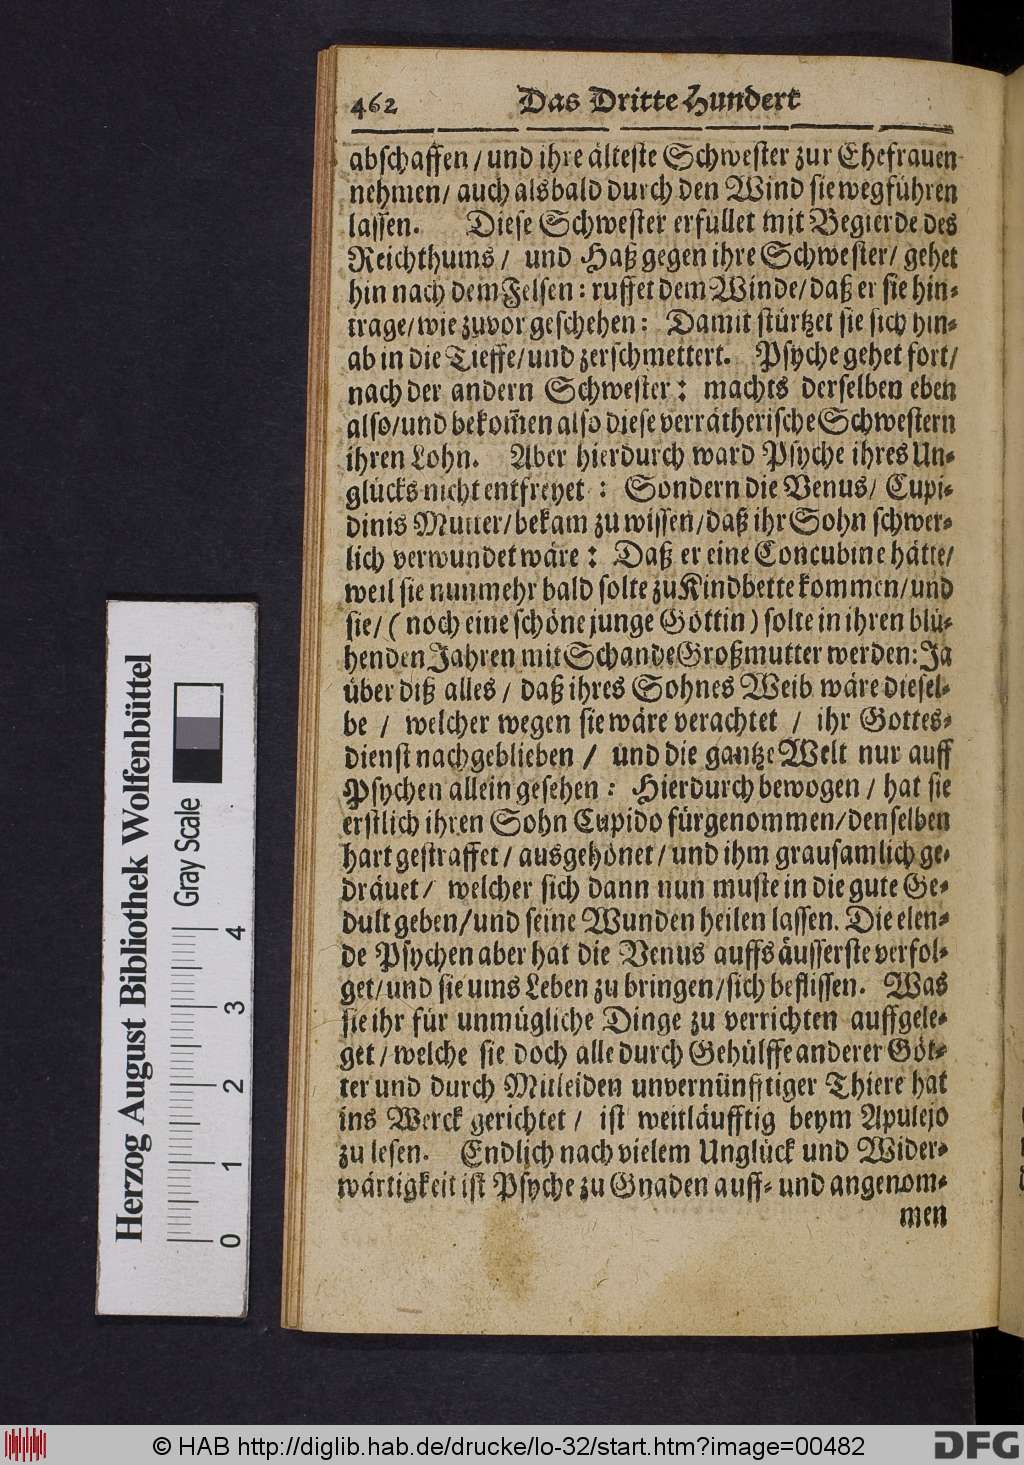 462 Das Dritte Hundert
abschaffen / und ihre älteste Schwester zur Ehefrauen
nehmen / auch alsbald durch den Wind sie wegführen
lassen. Diese Schwester erfüllet mit Begierde des
Reichthums / und Haß gegen ihre Schwester / gehet
hin nach dem Felsen: ruffet dem Winde / daß er sie hin-
trage / wie zuvor geschehen: Damit stürtzet sie sich hin-
ab in die Tieffe / und zerschmettert. Psyche gehet fort /
nach der andern Schwester: machts derselben eben
also / und bekom̃en also diese verrätherische Schwestern
ihren Lohn. Aber hierdurch ward Psyche ihres Un-
glücks nicht entfreyet: Sondern die Venus / Cupi-
dinis Mutter / bekam zu wissen / daß ihr Sohn schwer-
lich verwundet wäre: Daß er eine Concubine hätte /
weil sie nunmehr bald solte zu Kindbette kommen / und
sie / (noch eine schöne junge Göttin) solte in ihren blü-
henden Jahren mit Schande Großmutter werden: Ja
über diß alles / daß ihres Sohnes Weib wäre diesel-
be / welcher wegen sie wäre verachtet / ihr Gottes-
dienst nachgeblieben / und die gantze Welt nur auff
Psychen allein gesehen: Hierdurch bewogen / hat sie
erstlich ihren Sohn Cupido fürgenommen / denselben
hart gestraffet / ausgehönet / und ihm grausamlich ge-
dräuet / welcher sich dann nun muste in die gute Ge-
dult geben / und seine Wunden heilen lassen. Die elen-
de Psychen aber hat die Venus auffs äusserste verfol-
get / und sie ums Leben zu bringen / sich beflissen. Was
sie ihr für unmügliche Dinge zu verrichten auffgele-
get / welche sie doch alle durch Gehülffe anderer Göt-
ter und durch Mitleiden unvernünfftiger Thiere hat
ins Werck gerichtet / ist weitläufftig beym Apulejo
zu lesen. Endlich nach vielem Unglück und Wider-
wärtigkeit ist Psyche zu Gnaden auff- und angenom-
men
Herzog August Bibliothek Wolfenbüttel
Gray Scale
0 1 2 3 4
© HAB http://diglib.hab.de/drucke/lo-32/start.htm?image=00482
DFG